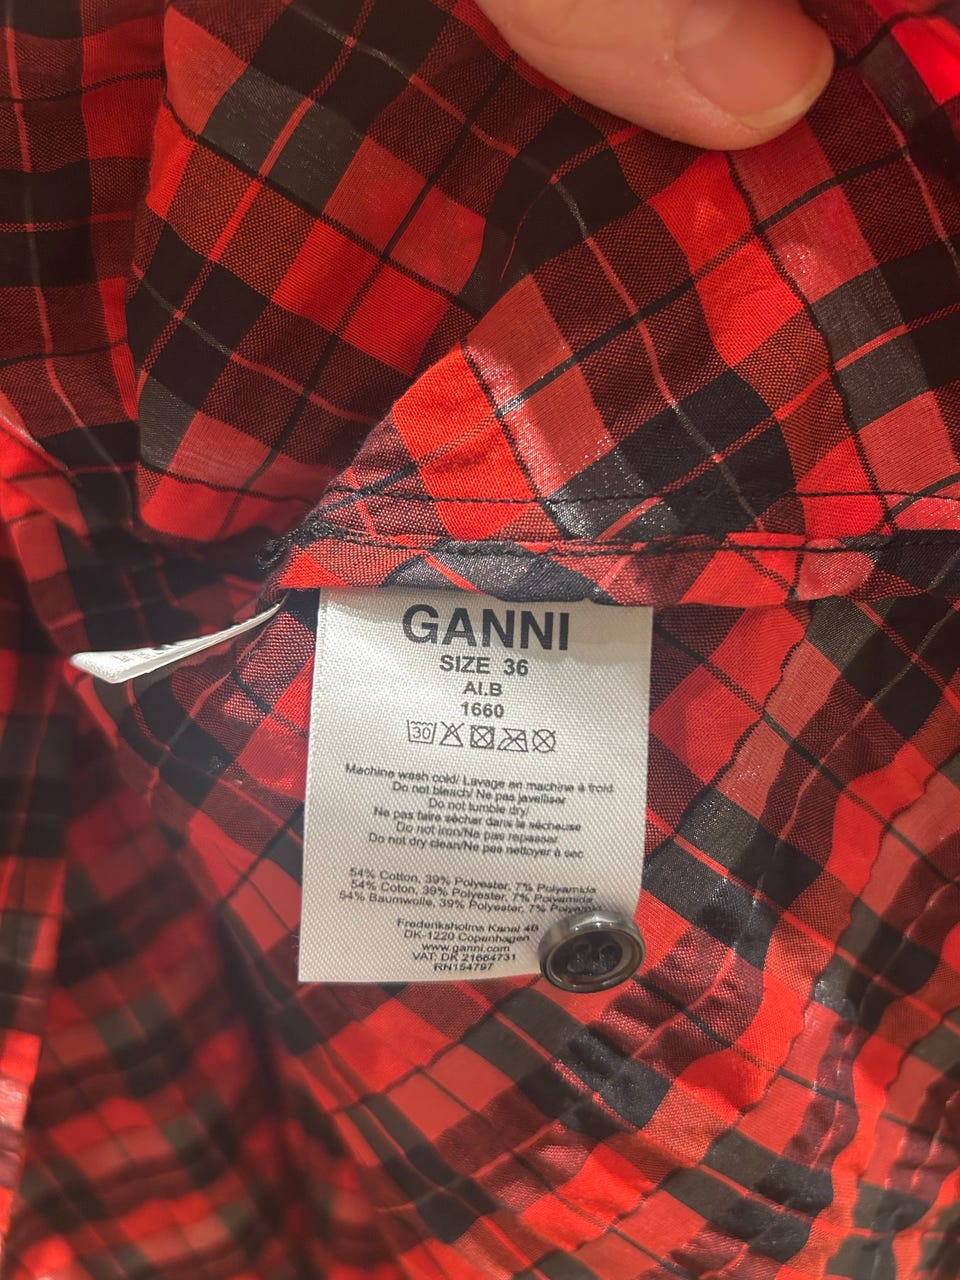 GANNI
SIZE 36
AI.B
1660
30
Machine wash cold/ Lavage en machine à froid
Do not bleach/ Ne pas javelliser
Do not tumble dry/
Ne pas faire sécher dans la sécheuse
Do not iron/Ne pas repasser
Do not dry clean/Ne pas nettoyer à sec
54% Cotton, 39% Polyester, 7% Polyamide
54% Coton, 39% Polyester, 7% Polyamide
54% Baumwolle, 39% Polyester, 7% Polyamid
Frederiksholms Kanal 4B
DK-1220 Copenhagen
www.ganni.com
VAT: DK 21664731
RN154797